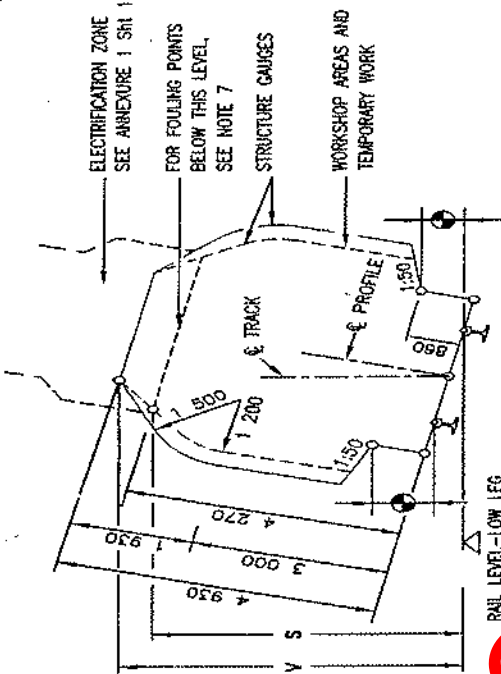 ELECTRIFICATION ZONE
SEE ANNEXURE 1 Sht 1
FOR FOULING POINTS
BELOW THIS LEVEL,
SEE NOTE 7
STRUCTURE GAUGES
WORKSHOP AREAS AND
TEMPORARY WORK
1 500
1 200
℄ TRACK
℄ PROFILE
1:50
860
1:50
4 270
1 930
3 000
4 930
S
V
RAIL LEVEL-LOW LEG